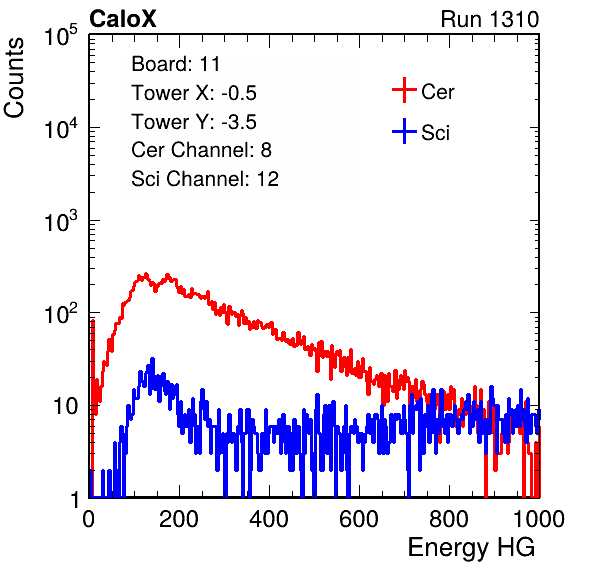 CaloX Run 1310
Counts
10^5
10^4
10^3
10^2
10
1
Board: 11
Tower X: -0.5
Tower Y: -3.5
Cer Channel: 8
Sci Channel: 12
Cer
Sci
0 200 400 600 800 1000
Energy HG